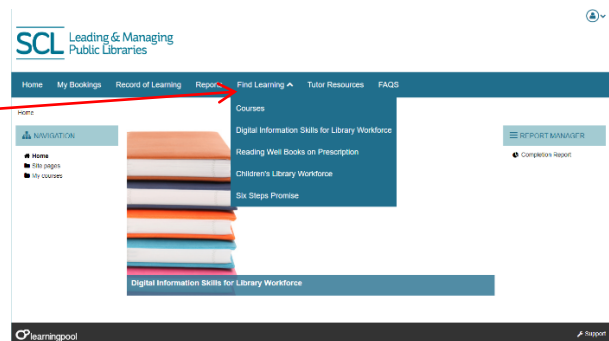 SCL Leading & Managing
Public Libraries
Home My Bookings Record of Learning Reports Find Learning Tutor Resources FAQS
Home
Courses
Digital Information Skills for Library Workforce
Reading Well Books on Prescription
Children's Library Workforce
Six Steps Promise
NAVIGATION
Home
Site pages
My courses
REPORT MANAGER
Completion Report
Digital Information Skills for Library Workforce
learningpool
Support